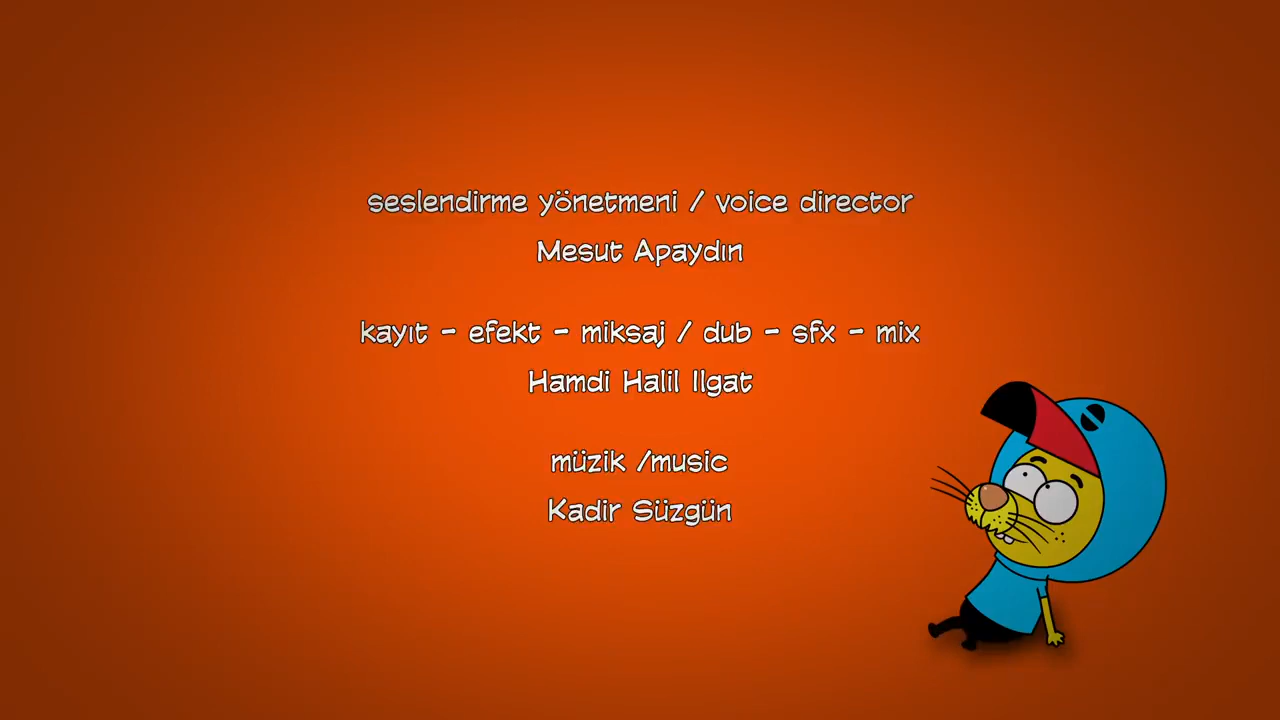 seslendirme yönetmeni / voice director
Mesut Apaydın
kayıt - efekt - miksaj / dub - sfx - mix
Hamdi Halil Ilgat
müzik /music
Kadir Süzgün